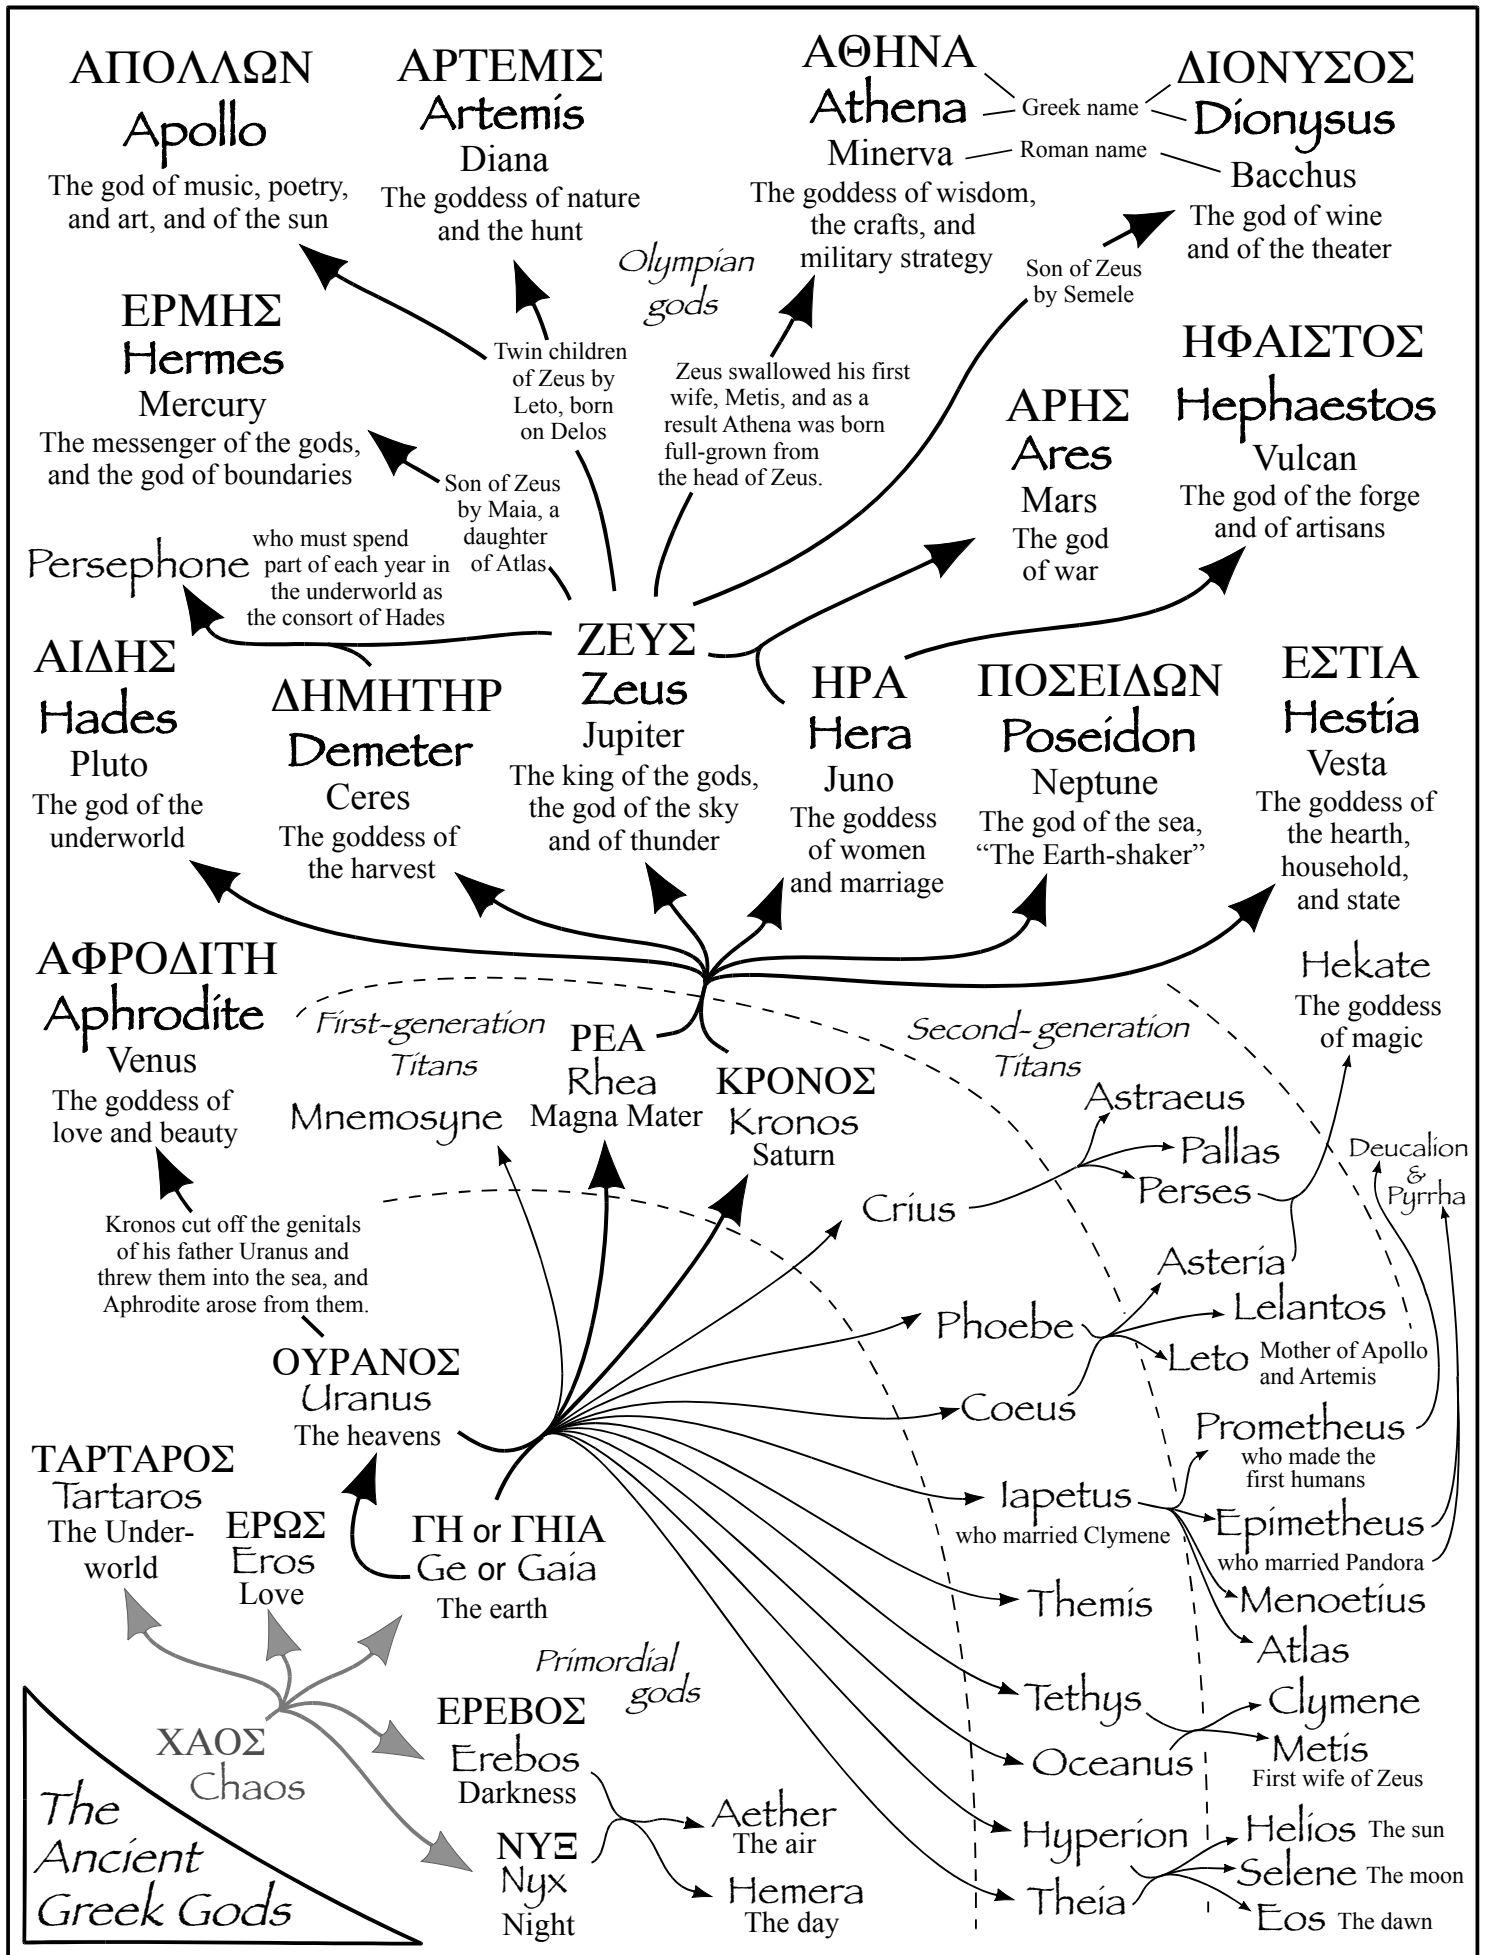 ΑΠΟΛΛΩΝ
Apollo
The god of music, poetry,
and art, and of the sun
ΑΡΤΕΜΙΣ
Artemis
Diana
The goddess of nature
and the hunt
ΑΘΗΝΑ
Athena
Minerva
The goddess of wisdom,
the crafts, and
military strategy
Greek name
Roman name
ΔΙΟΝΥΣΟΣ
Dionysus
Bacchus
The god of wine
and of the theater
Olympian
gods
Son of Zeus
by Semele
ΕΡΜΗΣ
Hermes
Mercury
The messenger of the gods,
and the god of boundaries
Twin children
of Zeus by
Leto, born
on Delos
Zeus swallowed his first
wife, Metis, and as a
result Athena was born
full-grown from
the head of Zeus.
ΑΡΗΣ
Ares
Mars
The god
of war
ΗΦΑΙΣΤΟΣ
Hephaestos
Vulcan
The god of the forge
and of artisans
Son of Zeus
by Maia, a
daughter
of Atlas
Persephone
who must spend
part of each year in
the underworld as
the consort of Hades
ΑΙΔΗΣ
Hades
Pluto
The god of the
underworld
ΔΗΜΗΤΗΡ
Demeter
Ceres
The goddess of
the harvest
ΖΕΥΣ
Zeus
Jupiter
The king of the gods,
the god of the sky
and of thunder
ΗΡΑ
Hera
Juno
The goddess
of women
and marriage
ΠΟΣΕΙΔΩΝ
Poseidon
Neptune
The god of the sea,
“The Earth-shaker”
ΕΣΤΙΑ
Hestia
Vesta
The goddess of
the hearth,
household,
and state
ΑΦΡΟΔΙΤΗ
Aphrodite
Venus
The goddess of
love and beauty
First-generation
Titans
Mnemosyne
ΡΕΑ
Rhea
Magna Mater
ΚΡΟΝΟΣ
Kronos
Saturn
Second-generation
Titans
Hekate
The goddess
of magic
Astraeus
Pallas
Perses
Crius
Deucalion
&
Pyrrha
Kronos cut off the genitals
of his father Uranus and
threw them into the sea, and
Aphrodite arose from them.
Asteria
Phoebe
Lelantos
Leto
Mother of Apollo
and Artemis
Coeus
ΟΥΡΑΝΟΣ
Uranus
The heavens
Prometheus
who made the
first humans
Iapetus
who married Clymene
Epimetheus
who married Pandora
Menoetius
Atlas
ΤΑΡΤΑΡΟΣ
Tartaros
The Under-
world
ΕΡΩΣ
Eros
Love
ΓΗ or ΓΗΙΑ
Ge or Gaia
The earth
Themis
Primordial
gods
Tethys
Oceanus
Clymene
Metis
First wife of Zeus
ΧΑΟΣ
Chaos
ΕΡΕΒΟΣ
Erebos
Darkness
ΝΥΞ
Nyx
Night
Aether
The air
Hemera
The day
Hyperion
Theia
Helios The sun
Selene The moon
Eos The dawn
The
Ancient
Greek Gods